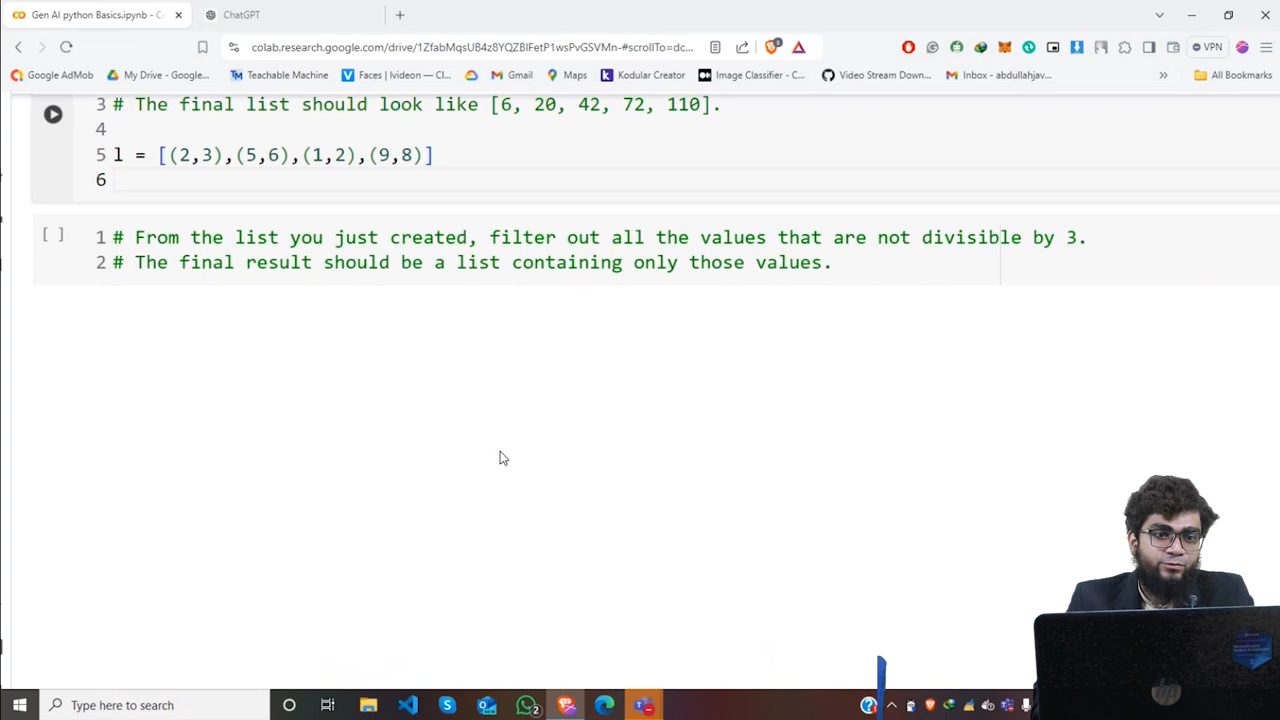 Gen AI python Basics.ipynb - Co
ChatGPT
colab.research.google.com/drive/1ZfabMqsUB4z8YQZBIFetP1wsPvGSVMn-#scrollTo=dc...
VPN
Google AdMob
My Drive - Google...
Teachable Machine
Faces | Ivideon — Cl...
Gmail
Maps
Kodular Creator
Image Classifier - C...
Video Stream Down...
Inbox - abdullahjav...
All Bookmarks
3 # The final list should look like [6, 20, 42, 72, 110].
4
5 l = [(2,3),(5,6),(1,2),(9,8)]
6
[ ] 1 # From the list you just created, filter out all the values that are not divisible by 3.
2 # The final result should be a list containing only those values.
Type here to search
2
hp